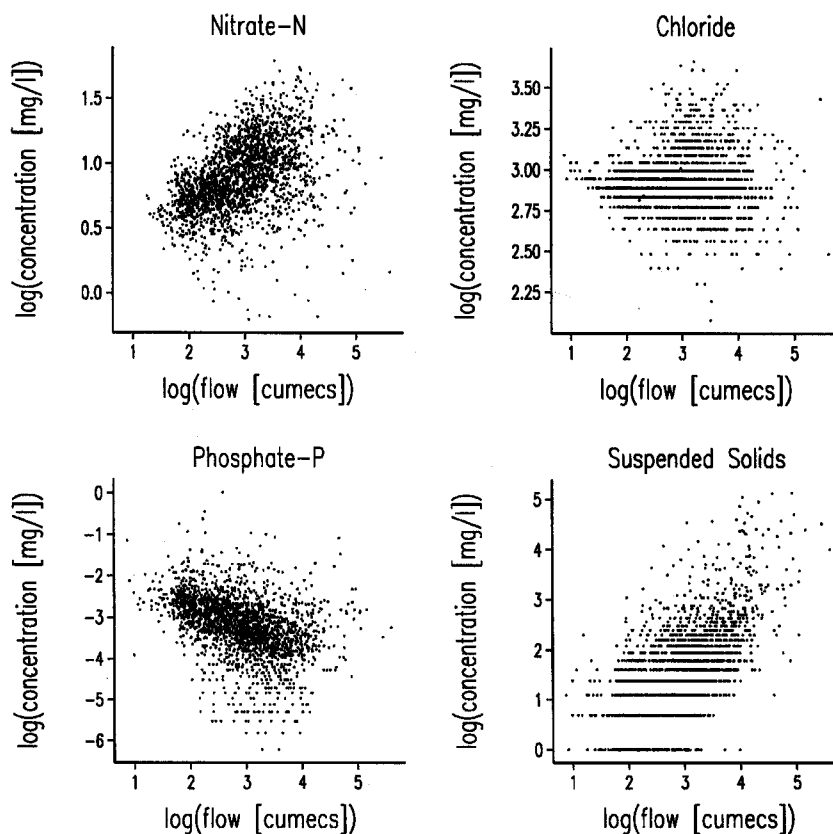 Nitrate-N
log(concentration [mg/l])
1.5
1.0
0.5
0.0
1 2 3 4 5
log(flow [cumecs])
Chloride
log(concentration [mg/l])
3.50
3.25
3.00
2.75
2.50
2.25
1 2 3 4 5
log(flow [cumecs])
Phosphate-P
log(concentration [mg/l])
0
-1
-2
-3
-4
-5
-6
1 2 3 4 5
log(flow [cumecs])
Suspended Solids
log(concentration [mg/l])
5
4
3
2
1
0
1 2 3 4 5
log(flow [cumecs])